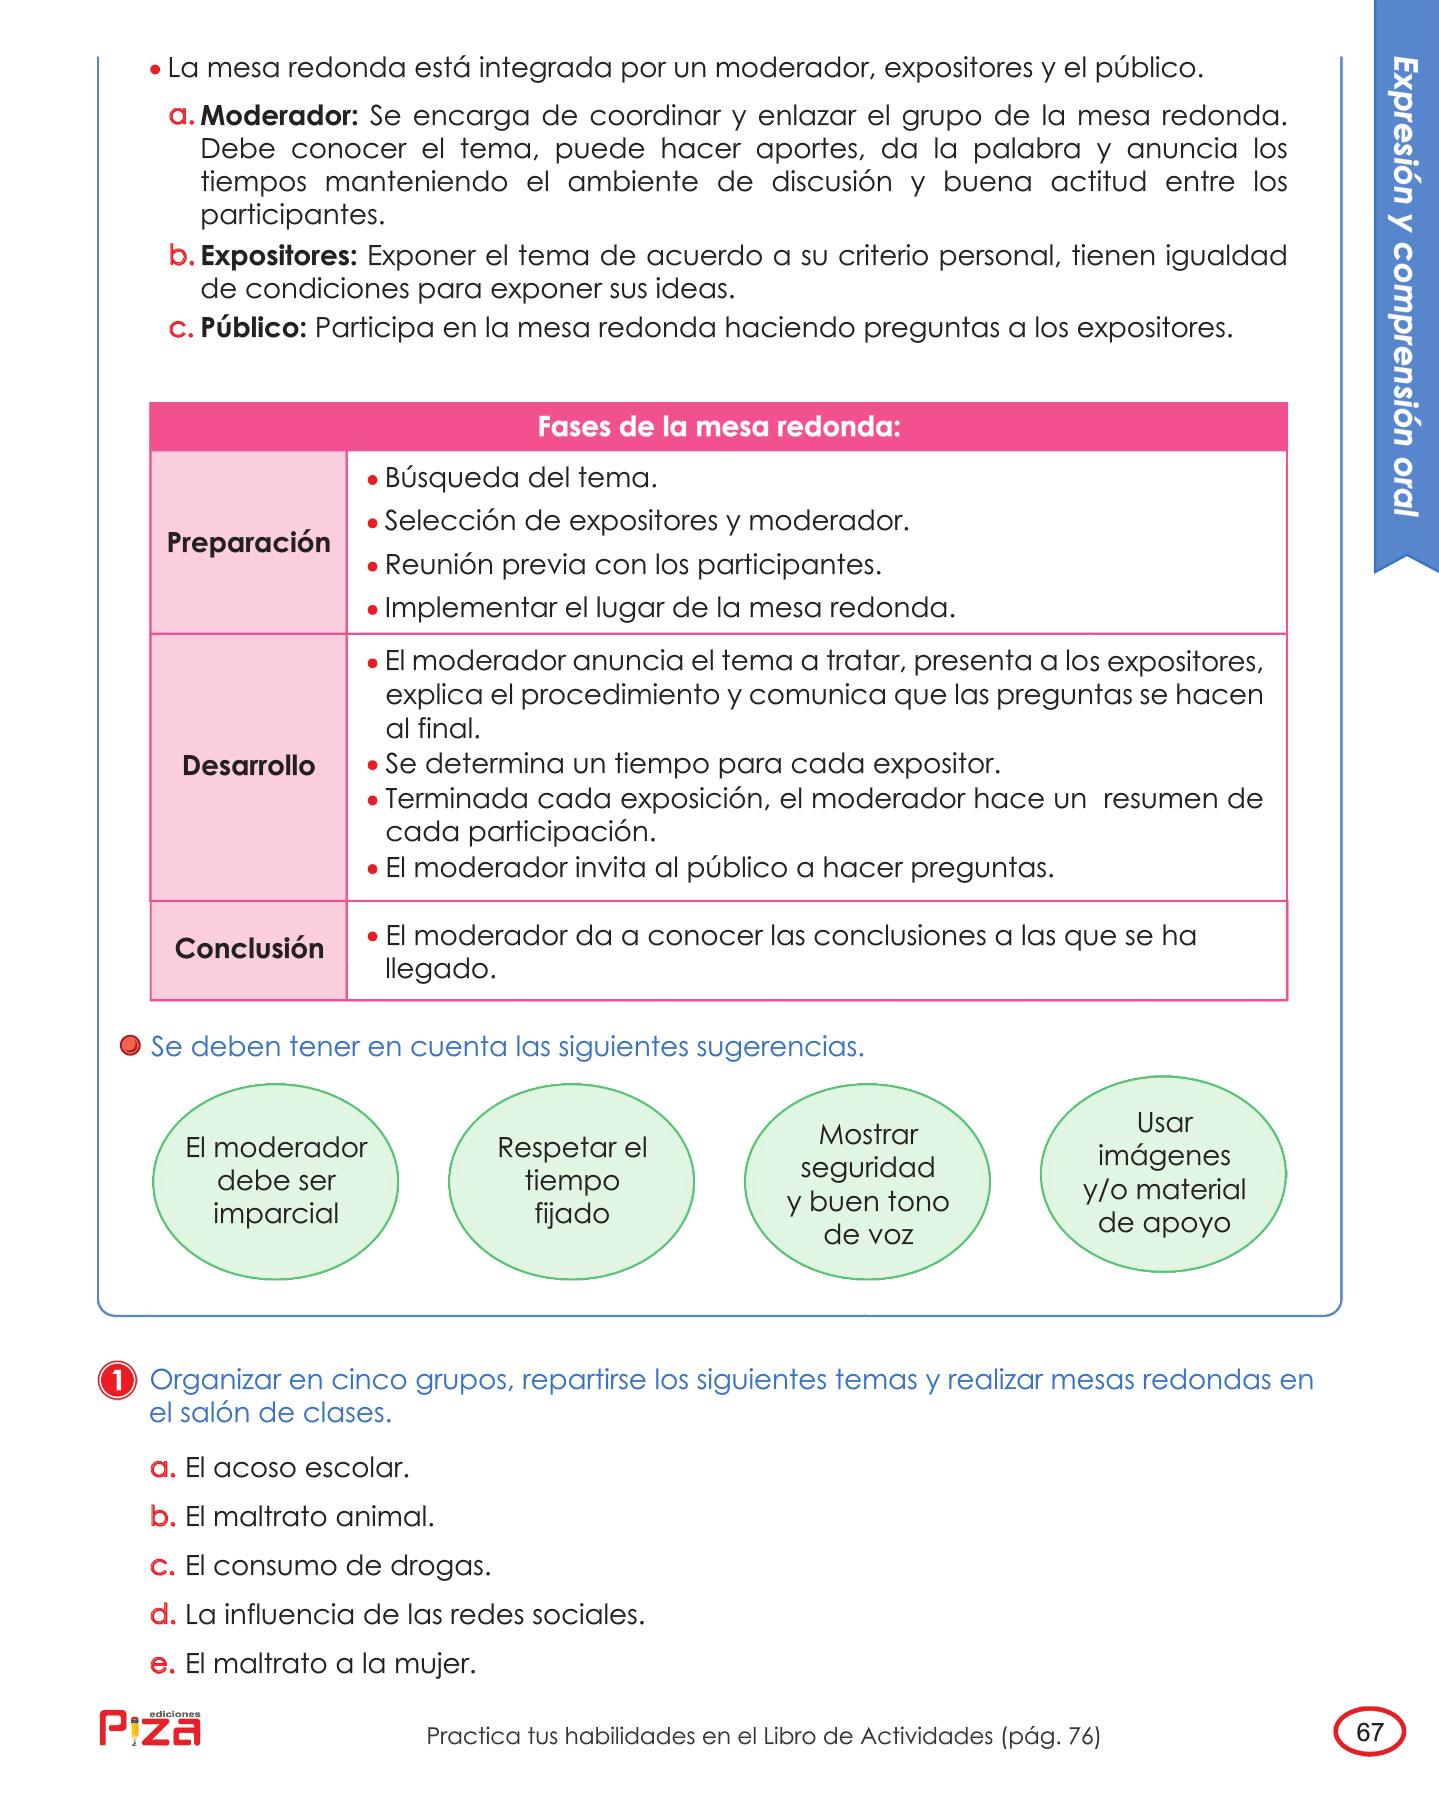 • La mesa redonda está integrada por un moderador, expositores y el público.
a. Moderador: Se encarga de coordinar y enlazar el grupo de la mesa redonda.
Debe conocer el tema, puede hacer aportes, da la palabra y anuncia los
tiempos manteniendo el ambiente de discusión y buena actitud entre los
participantes.
b. Expositores: Exponer el tema de acuerdo a su criterio personal, tienen igualdad
de condiciones para exponer sus ideas.
c. Público: Participa en la mesa redonda haciendo preguntas a los expositores.
Fases de la mesa redonda:
Preparación
• Búsqueda del tema.
• Selección de expositores y moderador.
• Reunión previa con los participantes.
• Implementar el lugar de la mesa redonda.
Desarrollo
• El moderador anuncia el tema a tratar, presenta a los expositores,
explica el procedimiento y comunica que las preguntas se hacen
al final.
• Se determina un tiempo para cada expositor.
• Terminada cada exposición, el moderador hace un resumen de
cada participación.
• El moderador invita al público a hacer preguntas.
Conclusión
• El moderador da a conocer las conclusiones a las que se ha
llegado.
Se deben tener en cuenta las siguientes sugerencias.
El moderador
debe ser
imparcial
Respetar el
tiempo
fijado
Mostrar
seguridad
y buen tono
de voz
Usar
imágenes
y/o material
de apoyo
1 Organizar en cinco grupos, repartirse los siguientes temas y realizar mesas redondas en
el salón de clases.
a. El acoso escolar.
b. El maltrato animal.
c. El consumo de drogas.
d. La influencia de las redes sociales.
e. El maltrato a la mujer.
ediciones
Piza
Practica tus habilidades en el Libro de Actividades (pág. 76)
67
Expresión y comprensión oral